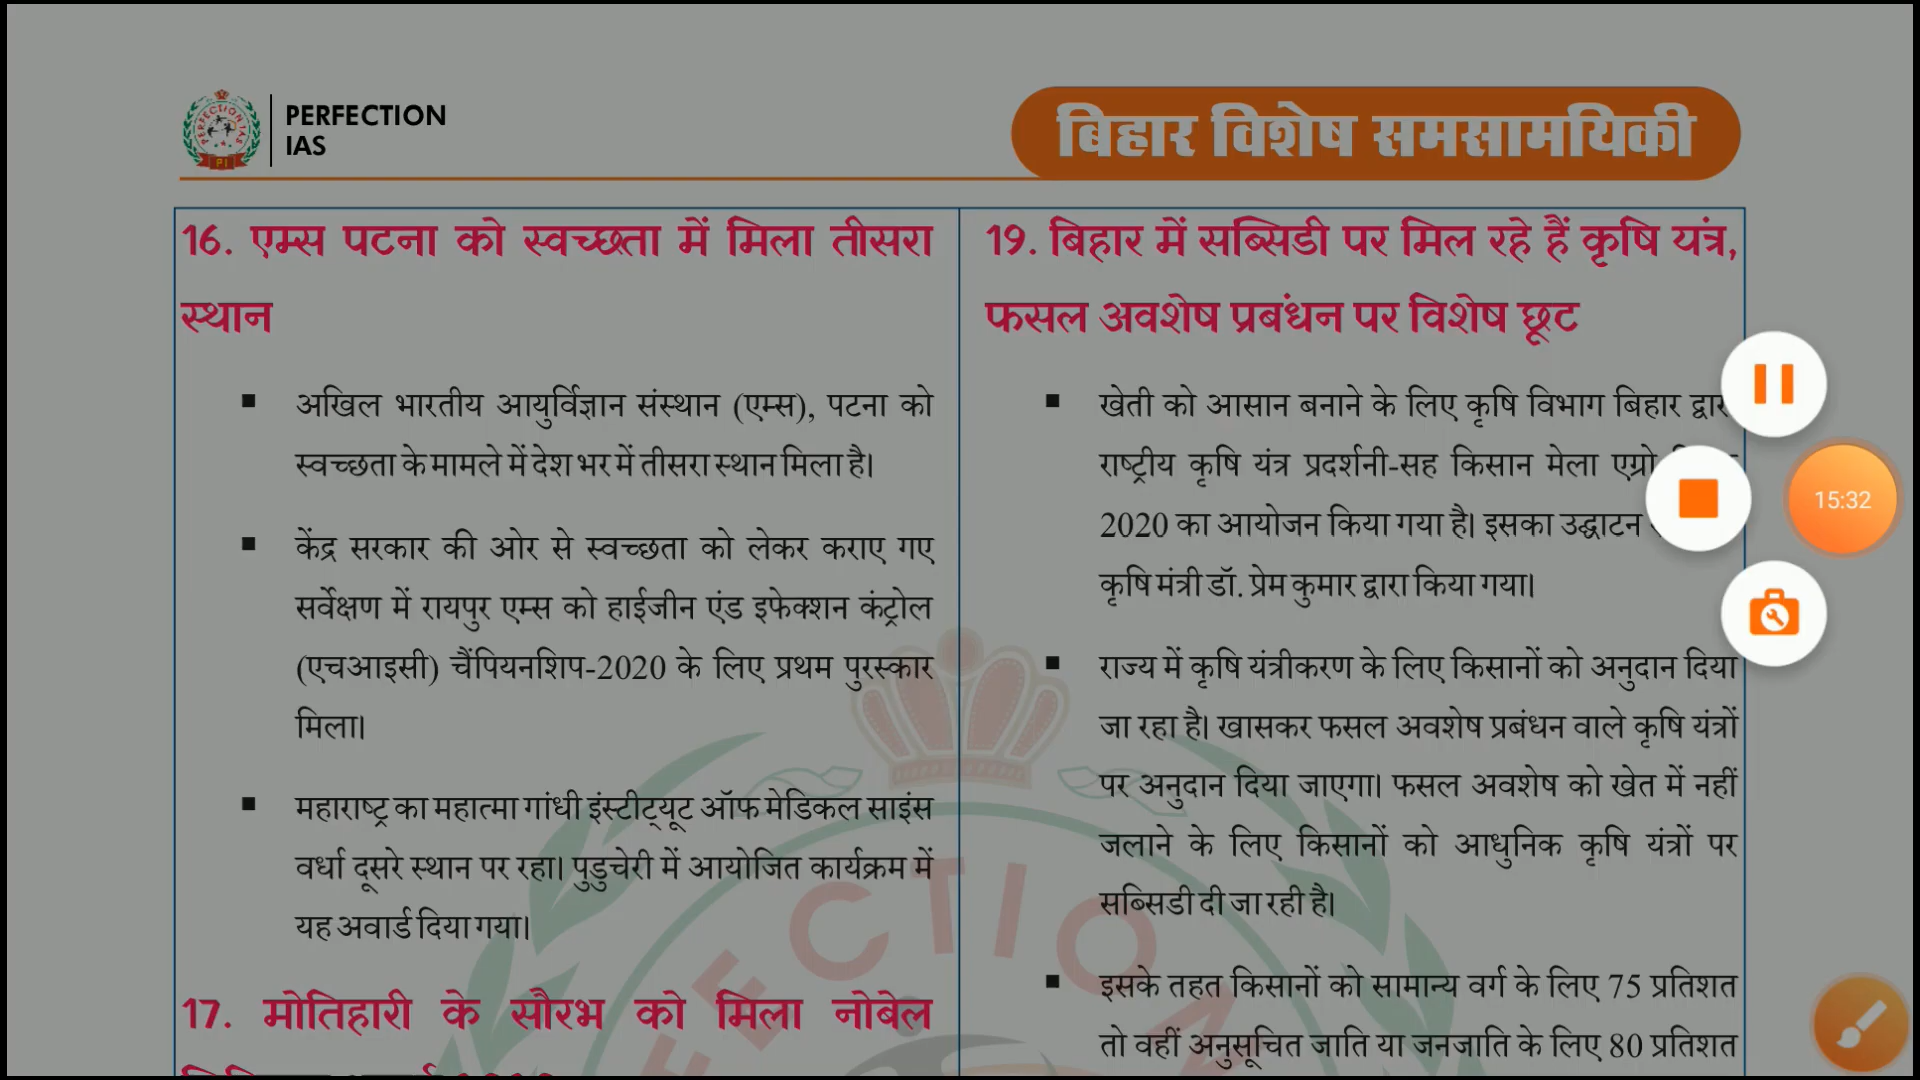 PERFECTION
IAS
बिहार विशेष समसामयिकी
16. एम्स पटना को स्वच्छता में मिला तीसरा
स्थान
▪ अखिल भारतीय आयुर्विज्ञान संस्थान (एम्स), पटना को
स्वच्छता के मामले में देश भर में तीसरा स्थान मिला है।
▪ केंद्र सरकार की ओर से स्वच्छता को लेकर कराए गए
सर्वेक्षण में रायपुर एम्स को हाईजीन एंड इफेक्शन कंट्रोल
(एचआइसी) चैंपियनशिप-2020 के लिए प्रथम पुरस्कार
मिला।
▪ महाराष्ट्र का महात्मा गांधी इंस्टीट्यूट ऑफ मेडिकल साइंस
वर्धा दूसरे स्थान पर रहा। पुडुचेरी में आयोजित कार्यक्रम में
यह अवार्ड दिया गया।
17. मोतिहारी के सौरभ को मिला नोबेल
19. बिहार में सब्सिडी पर मिल रहे हैं कृषि यंत्र,
फसल अवशेष प्रबंधन पर विशेष छूट
▪ खेती को आसान बनाने के लिए कृषि विभाग बिहार
राष्ट्रीय कृषि यंत्र प्रदर्शनी-सह किसान मेला एग्रो
2020 का आयोजन किया गया है। इसका उद्घाटन
कृषि मंत्री डॉ. प्रेम कुमार द्वारा किया गया।
▪ राज्य में कृषि यंत्रीकरण के लिए किसानों को अनुदान दिया
जा रहा है। खासकर फसल अवशेष प्रबंधन वाले कृषि यंत्रों
पर अनुदान दिया जाएगा। फसल अवशेष को खेत में नहीं
जलाने के लिए किसानों को आधुनिक कृषि यंत्रों पर
सब्सिडी दी जा रही है।
▪ इसके तहत किसानों को सामान्य वर्ग के लिए 75 प्रतिशत
तो वहीं अनुसूचित जाति या जनजाति के लिए 80 प्रतिशत
15:32